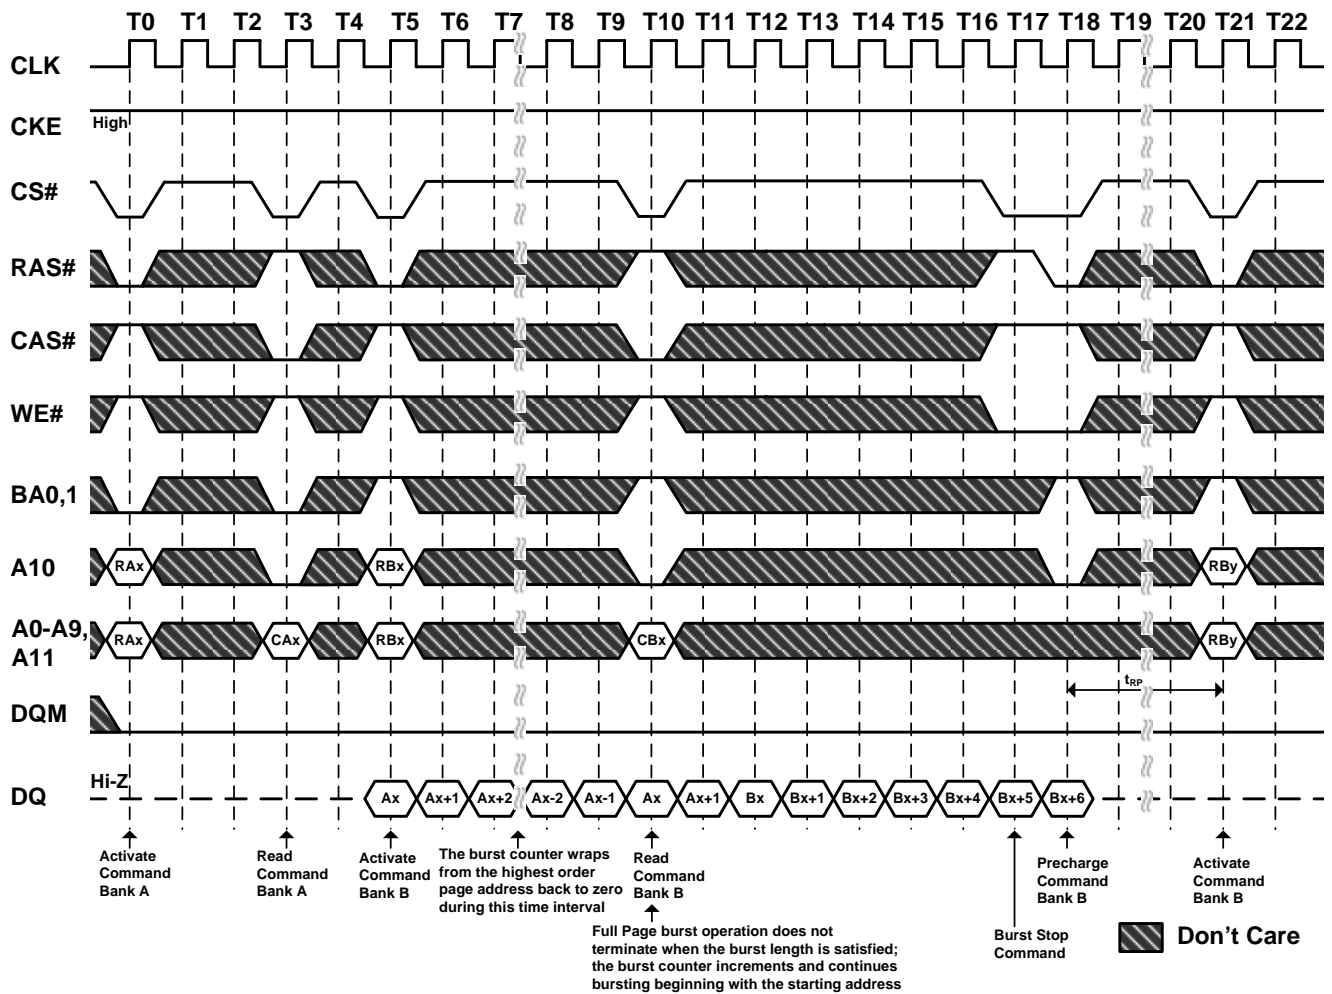 T0 T1 T2 T3 T4 T5 T6 T7 T8 T9 T10 T11 T12 T13 T14 T15 T16 T17 T18 T19 T20 T21 T22
CLK
CKE High
CS#
RAS#
CAS#
WE#
BA0,1
A10 RAx RBx RBy
A0-A9,
A11 RAx CAx RBx CBx RBy
tRP
DQM
DQ Hi-Z Ax Ax+1 Ax+2 Ax-2 Ax-1 Ax Ax+1 Bx Bx+1 Bx+2 Bx+3 Bx+4 Bx+5 Bx+6
Activate
Command
Bank A
Read
Command
Bank A
Activate
Command
Bank B
The burst counter wraps
from the highest order
page address back to zero
during this time interval
Read
Command
Bank B
Full Page burst operation does not
terminate when the burst length is satisfied;
the burst counter increments and continues
bursting beginning with the starting address
Burst Stop
Command
Precharge
Command
Bank B
Activate
Command
Bank B
Don't Care